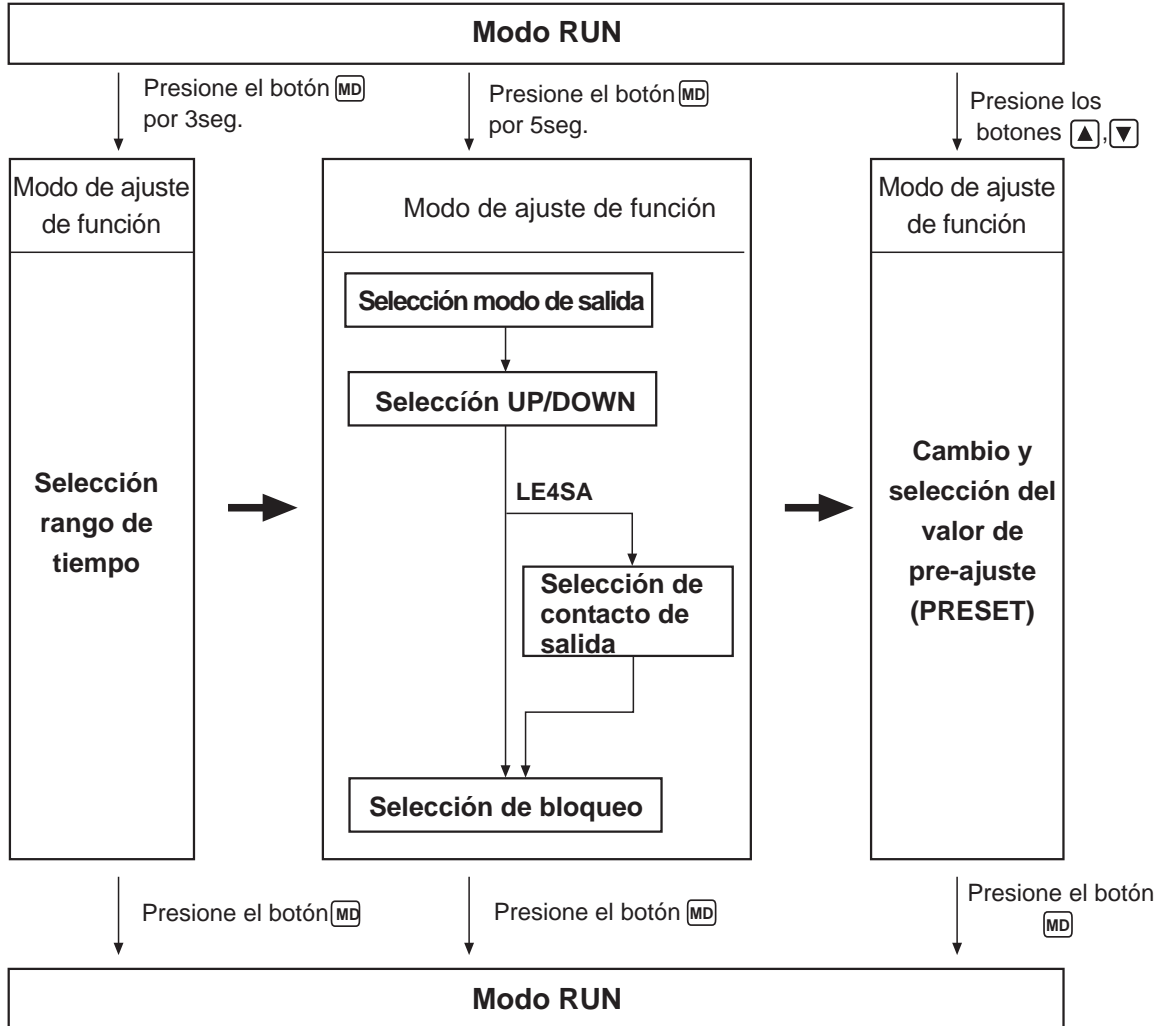 Modo RUN
Presione el botón MD
por 3seg.
Presione el botón MD
por 5seg.
Presione los
botones ▲,▼
Modo de ajuste
de función
Selección
rango de
tiempo
Modo de ajuste de función
Selección modo de salida
Seleccíón UP/DOWN
LE4SA
Selección de
contacto de
salida
Selección de bloqueo
Modo de ajuste
de función
Cambio y
selección del
valor de
pre-ajuste
(PRESET)
Presione el botón MD
Presione el botón MD
Presione el botón
MD
Modo RUN